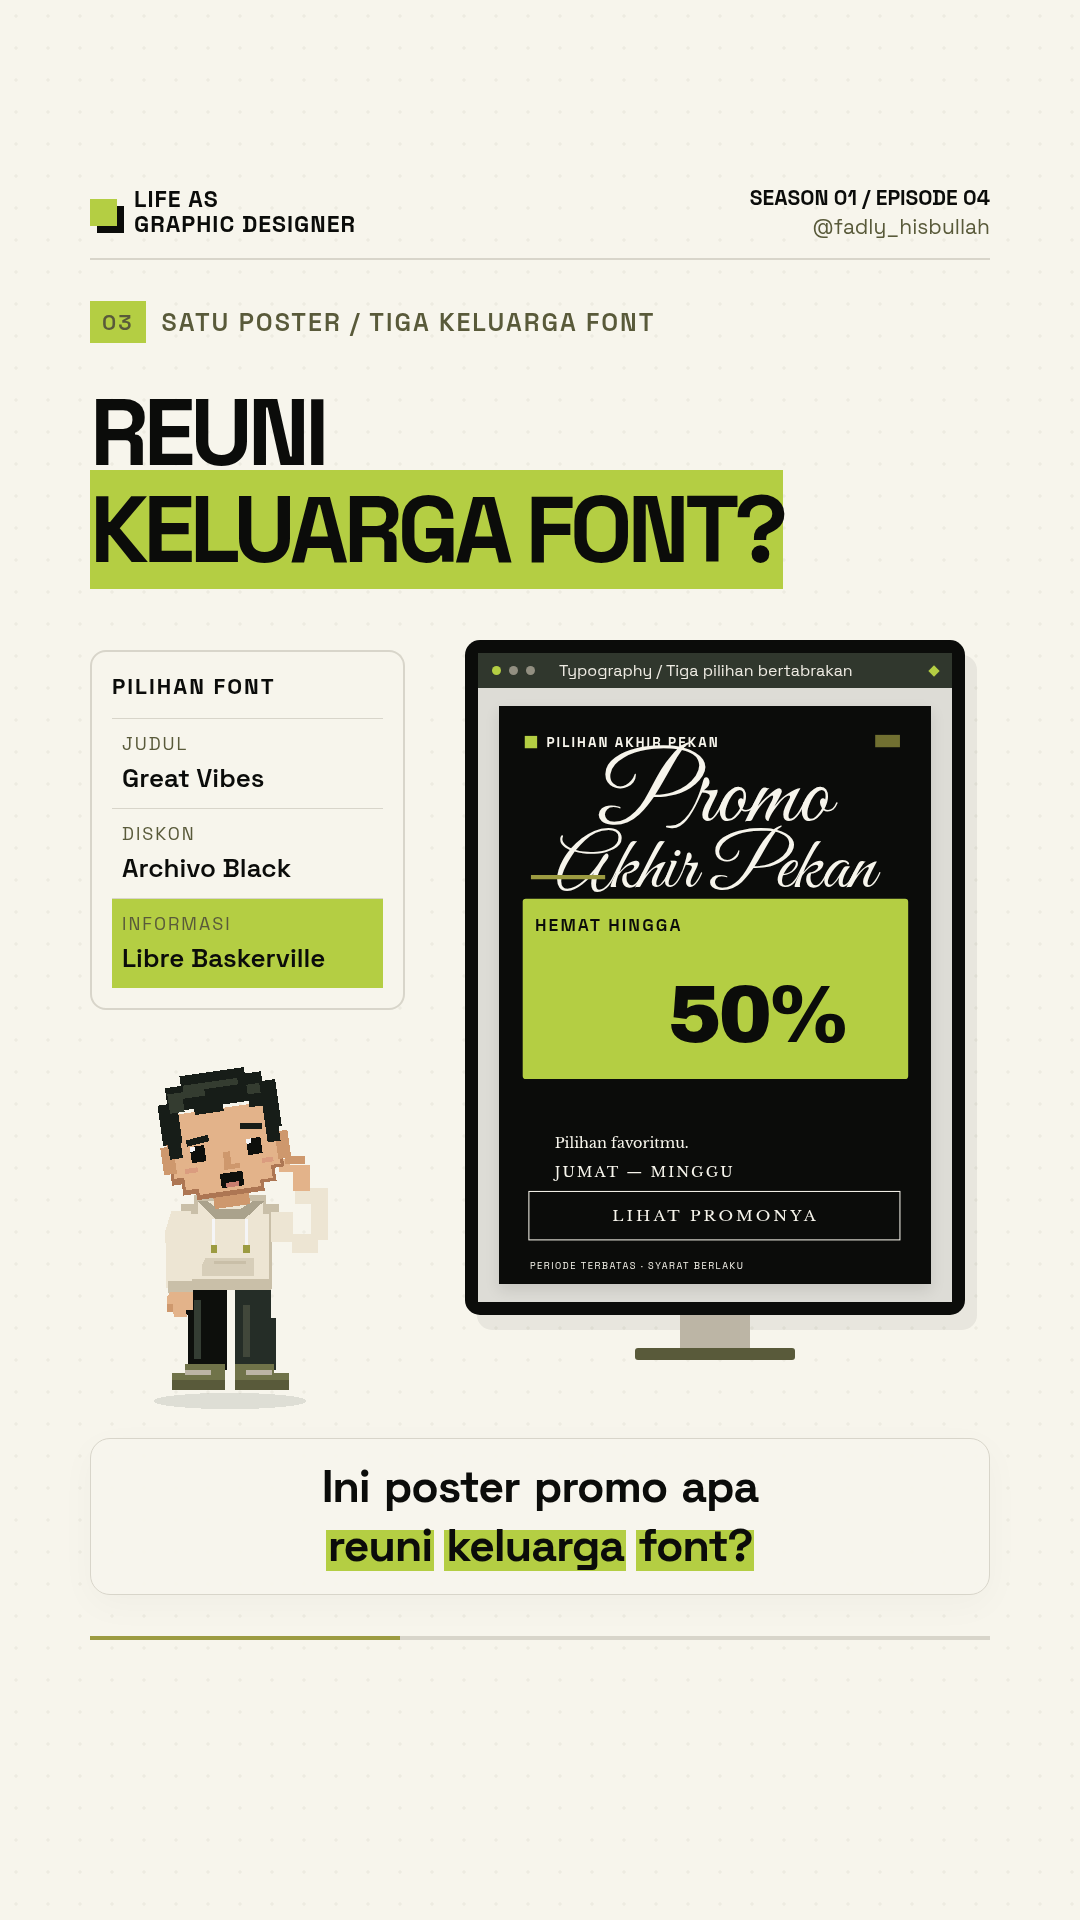 LIFE AS
GRAPHIC DESIGNER
SEASON 01 / EPISODE 04
@fadly_hisbullah
03 SATU POSTER / TIGA KELUARGA FONT
REUNI
KELUARGA FONT?
PILIHAN FONT
JUDUL
Great Vibes
DISKON
Archivo Black
INFORMASI
Libre Baskerville
Typography / Tiga pilihan bertabrakan
PILIHAN AKHIR PEKAN
Promo
Akhir Pekan
HEMAT HINGGA
50%
Pilihan favoritmu.
JUMAT — MINGGU
LIHAT PROMONYA
PERIODE TERBATAS · SYARAT BERLAKU
Ini poster promo apa
reuni keluarga font?